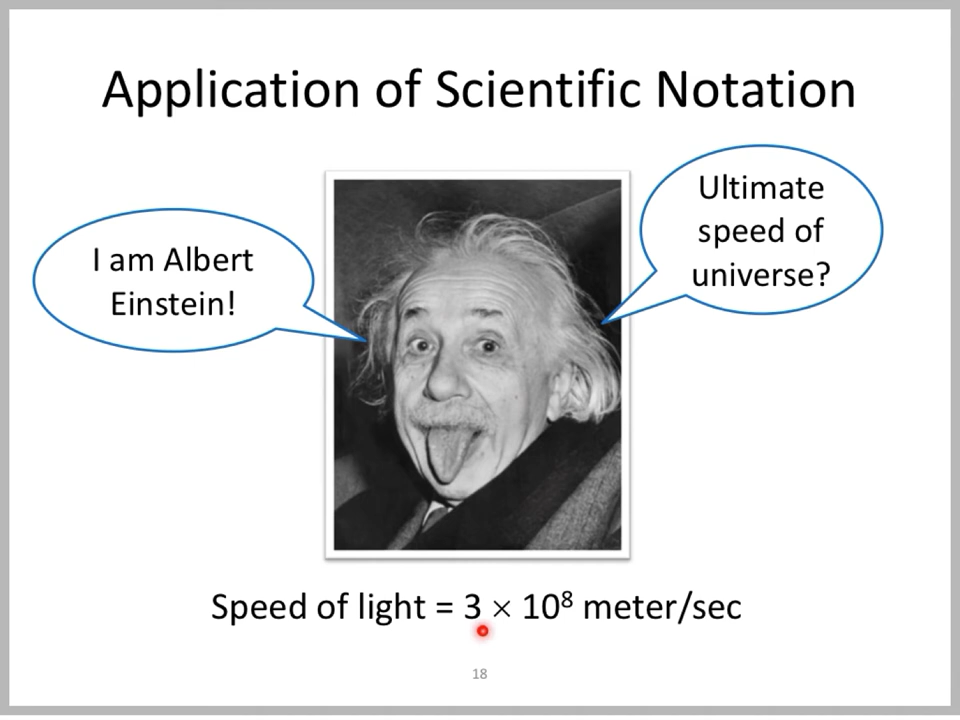 Application of Scientific Notation
I am Albert
Einstein!
Ultimate
speed of
universe?
Speed of light = 3 × 10⁸ meter/sec
18